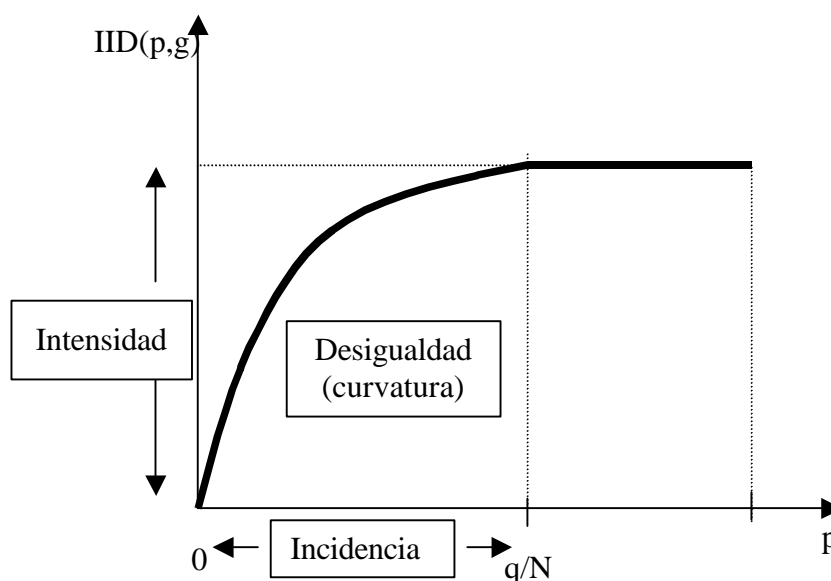 IID(p,g)
Intensidad
Desigualdad
(curvatura)
0
Incidencia
q/N
p